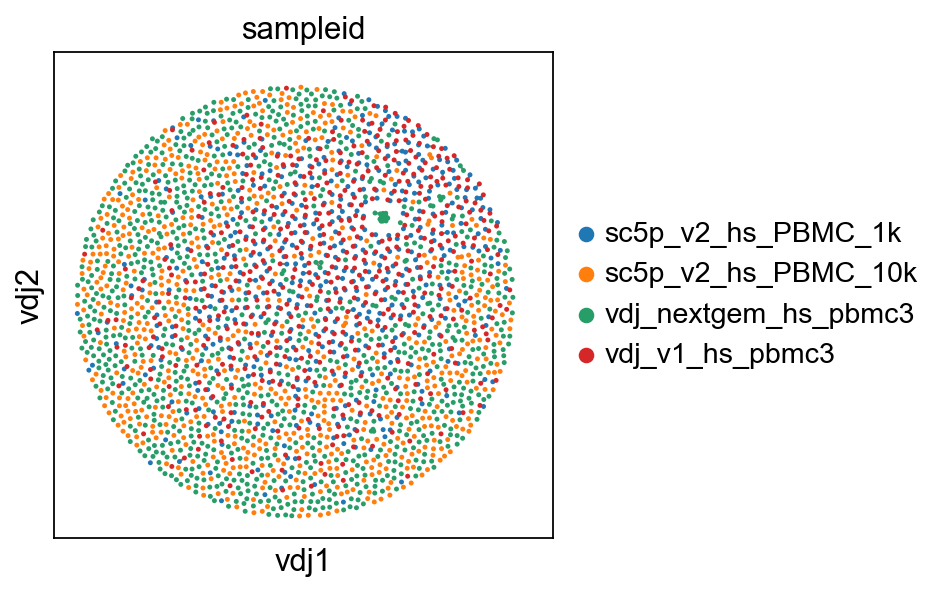 sampleid
vdj2
sc5p_v2_hs_PBMC_1k
sc5p_v2_hs_PBMC_10k
vdj_nextgem_hs_pbmc3
vdj_v1_hs_pbmc3
vdj1